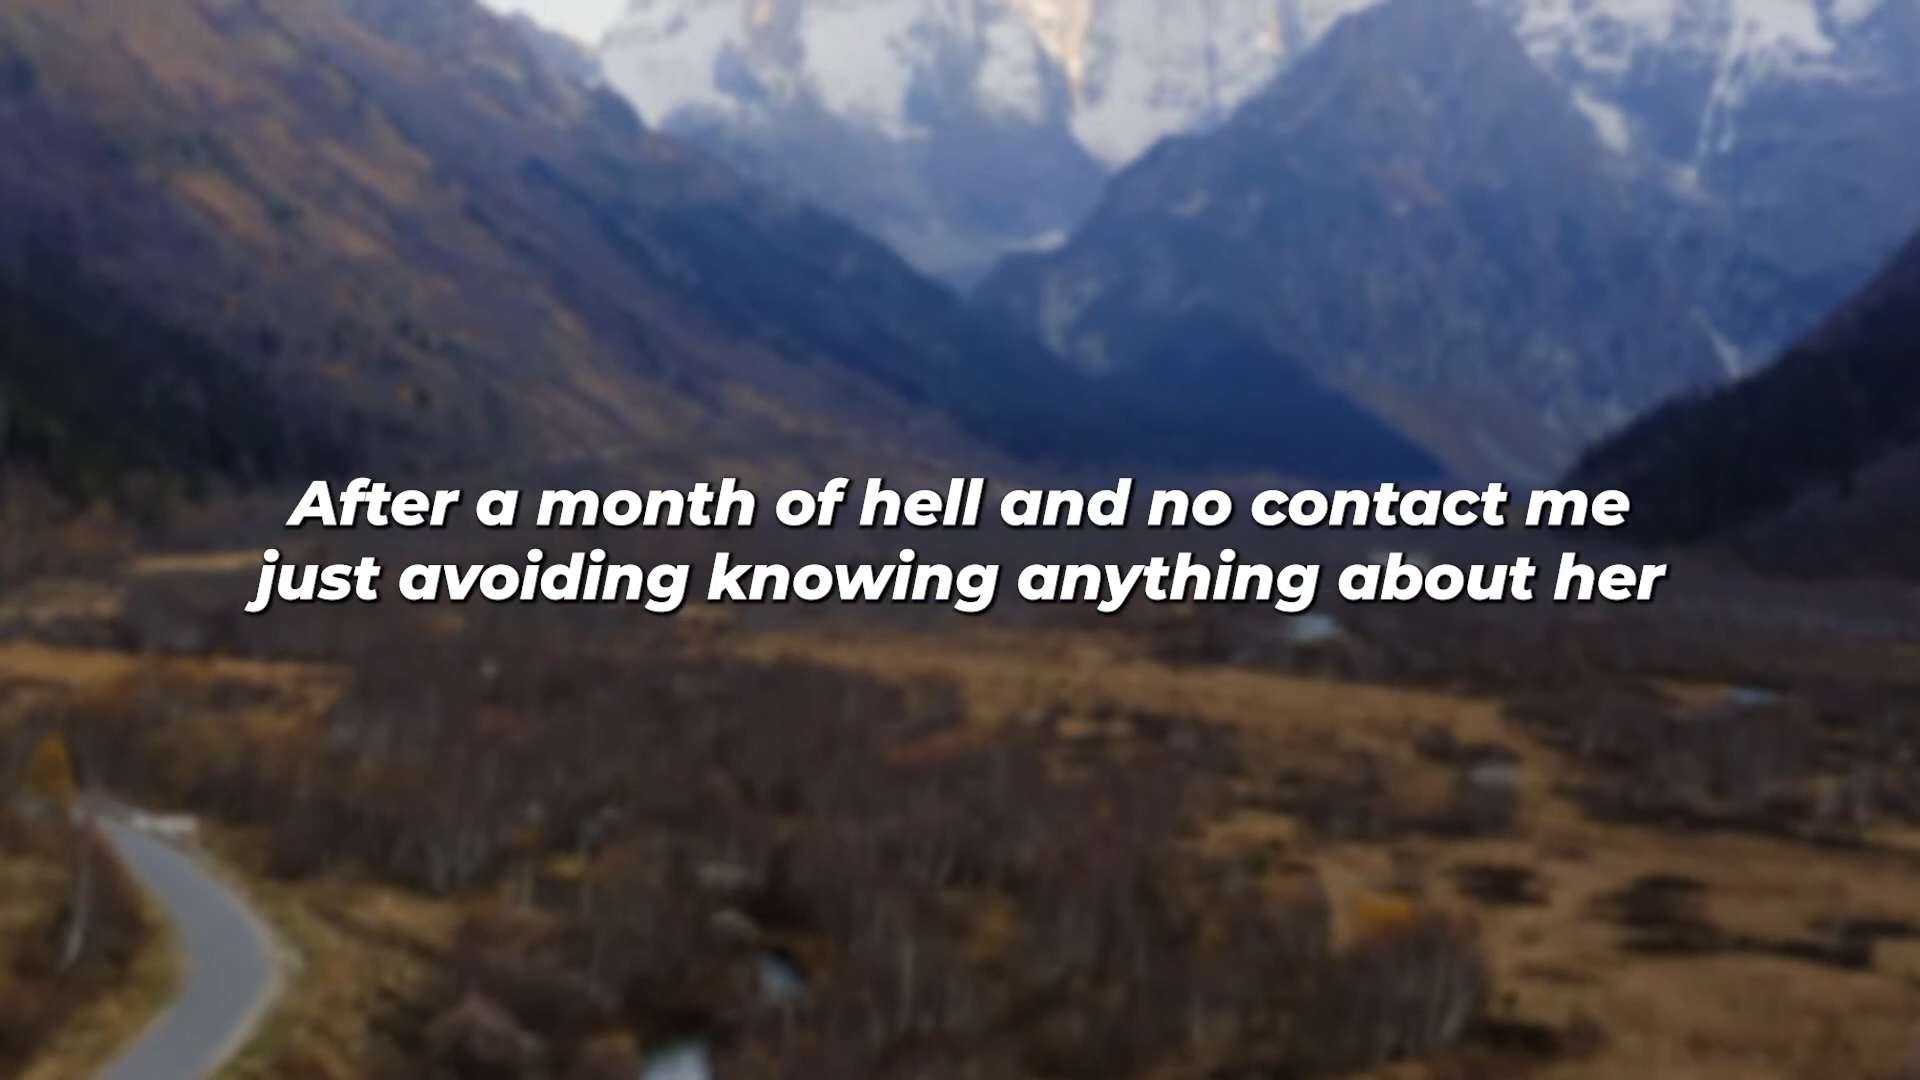 After a month of hell and no contact me
just avoiding knowing anything about her